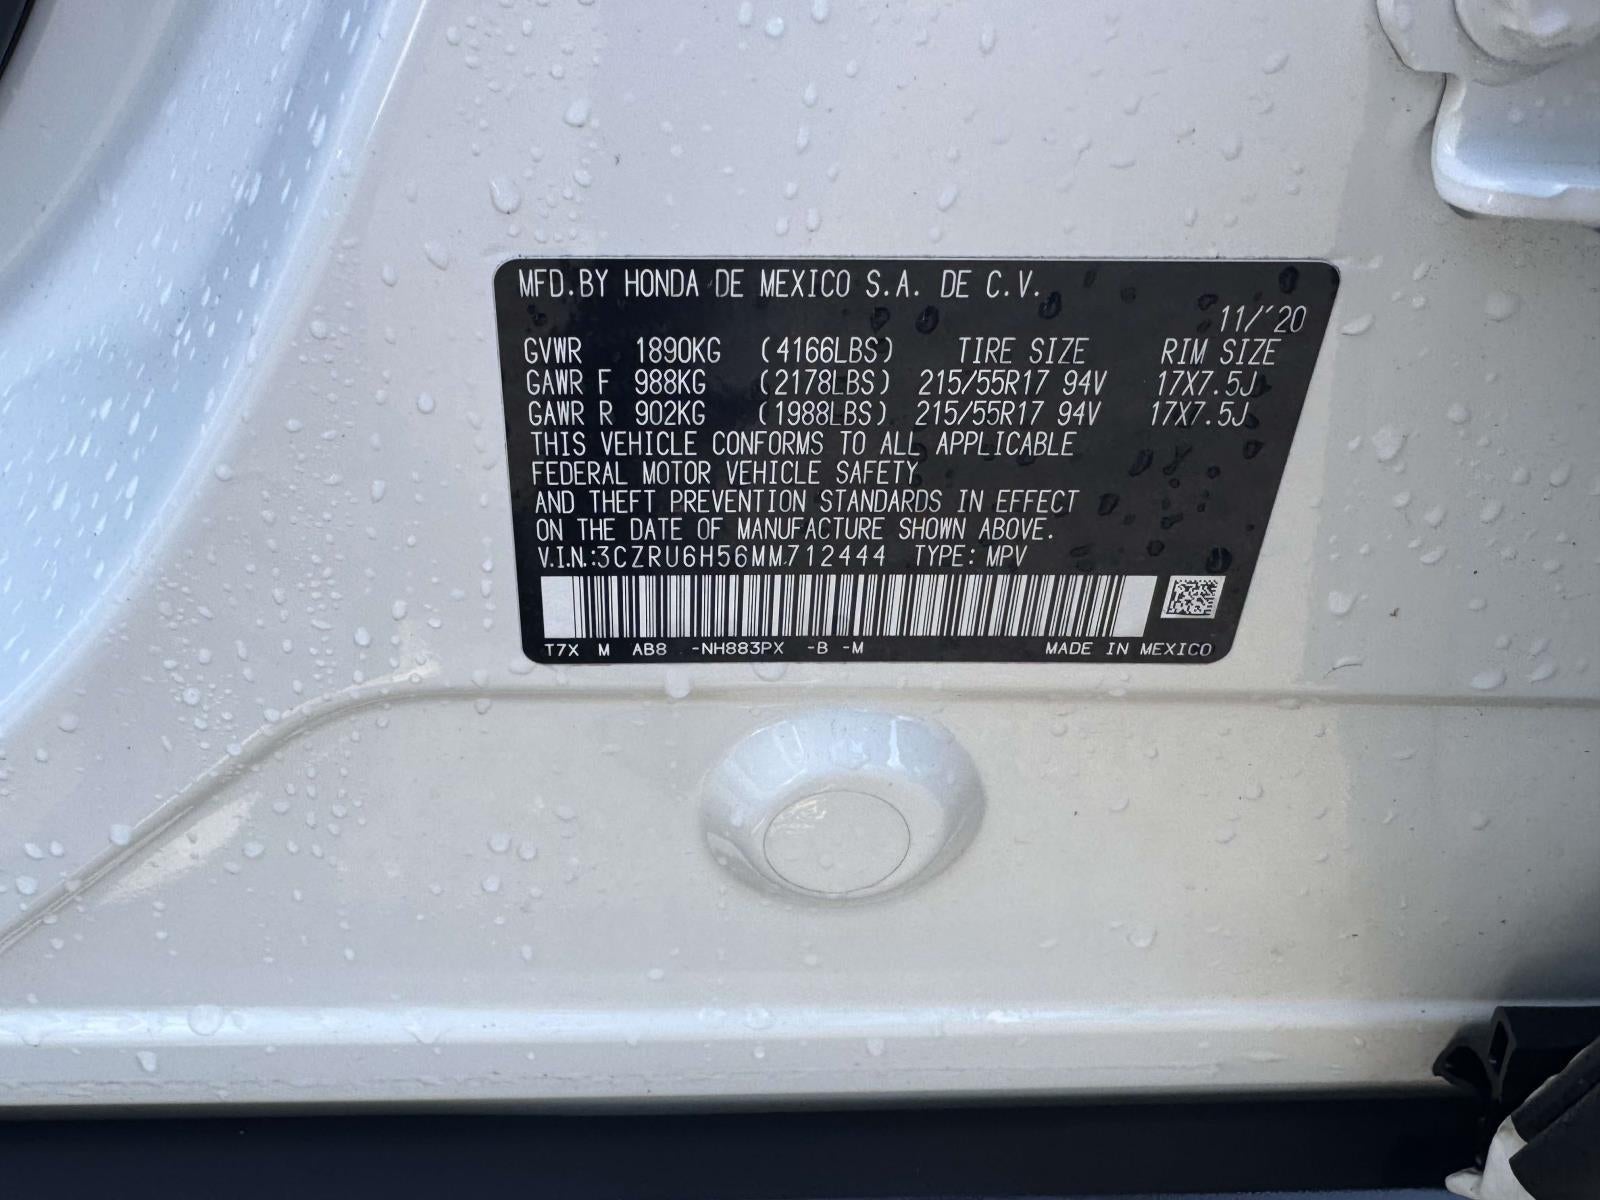 MFD.BY HONDA DE MEXICO S.A. DE C.V.
11/'20
GVWR 1890KG (4166LBS) TIRE SIZE RIM SIZE
GAWR F 988KG (2178LBS) 215/55R17 94V 17X7.5J
GAWR R 902KG (1988LBS) 215/55R17 94V 17X7.5J
THIS VEHICLE CONFORMS TO ALL APPLICABLE
FEDERAL MOTOR VEHICLE SAFETY
AND THEFT PREVENTION STANDARDS IN EFFECT
ON THE DATE OF MANUFACTURE SHOWN ABOVE.
V.I.N.:3CZRU6H56MM712444 TYPE: MPV
T7X M AB8 -NH883PX -B -M MADE IN MEXICO